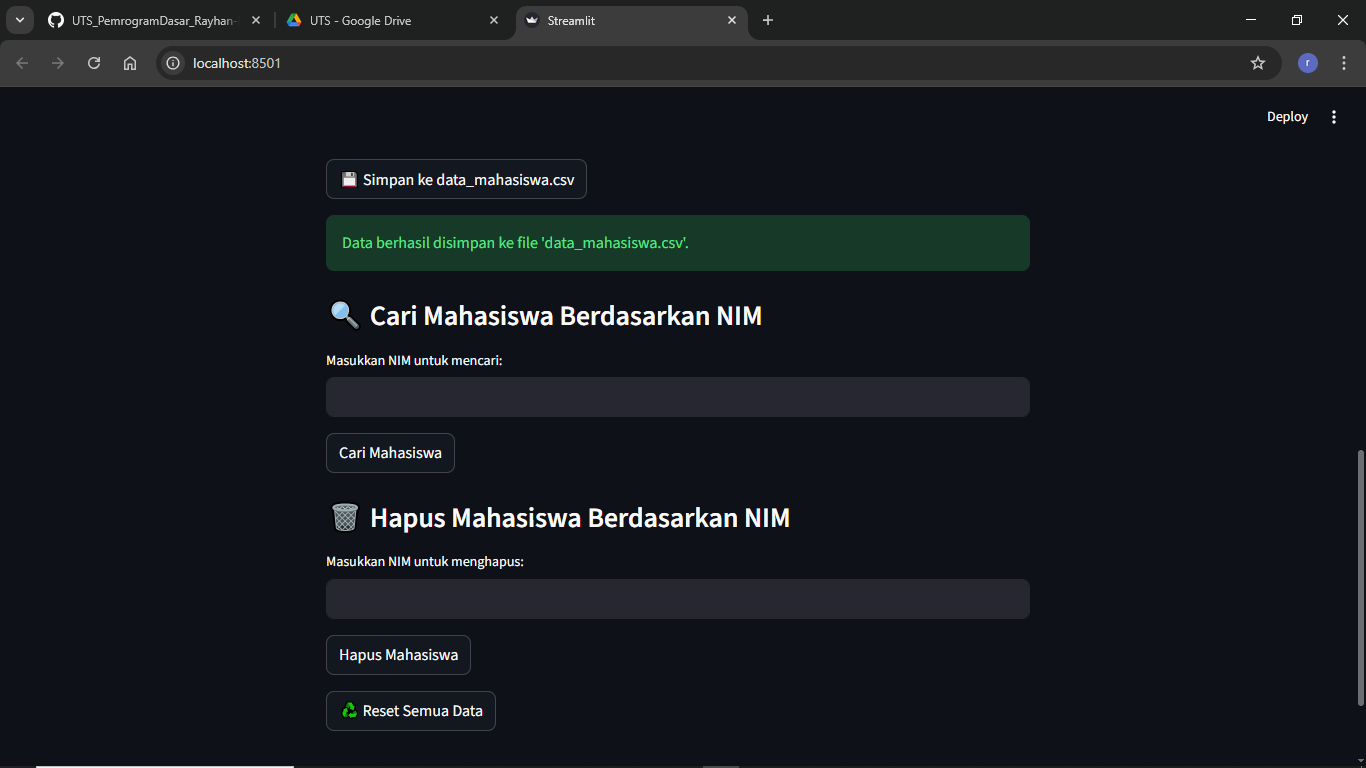 UTS_PemrogramDasar_Rayhan-
UTS - Google Drive
Streamlit
localhost:8501
r
Deploy
Simpan ke data_mahasiswa.csv
Data berhasil disimpan ke file 'data_mahasiswa.csv'.
Cari Mahasiswa Berdasarkan NIM
Masukkan NIM untuk mencari:
Cari Mahasiswa
Hapus Mahasiswa Berdasarkan NIM
Masukkan NIM untuk menghapus:
Hapus Mahasiswa
Reset Semua Data